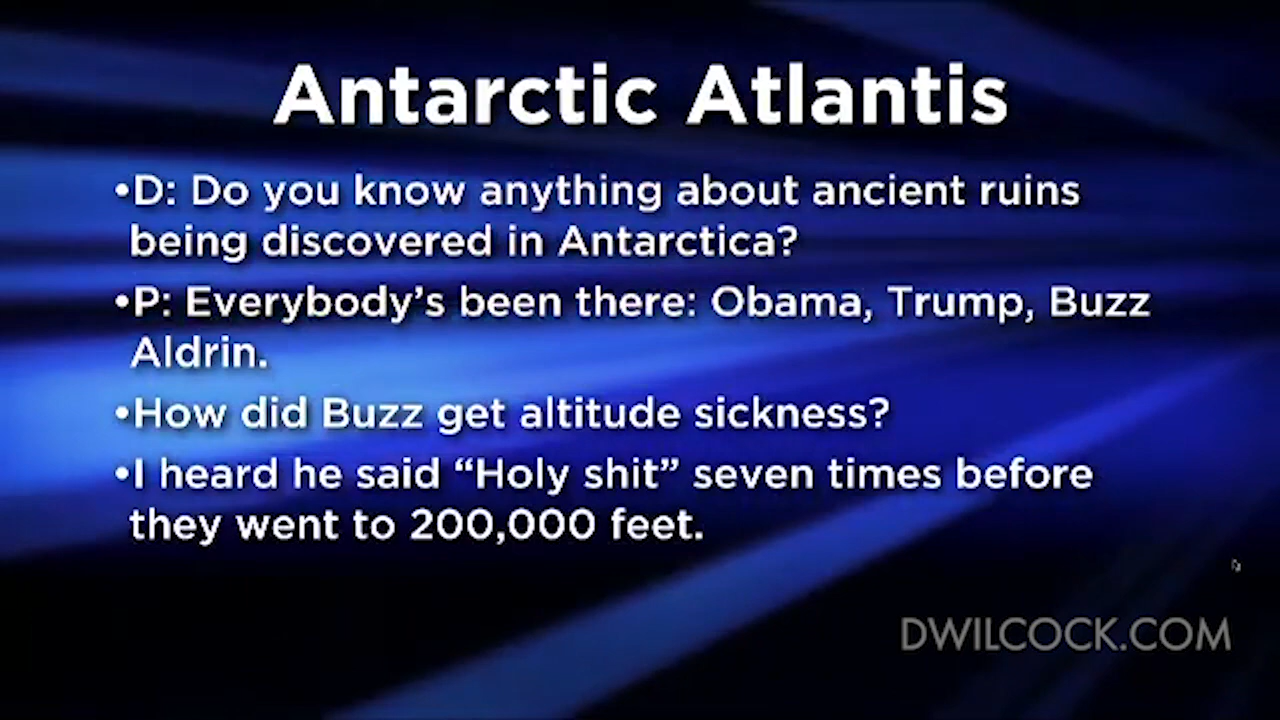 Antarctic Atlantis
•D: Do you know anything about ancient ruins
being discovered in Antarctica?
•P: Everybody’s been there: Obama, Trump, Buzz
Aldrin.
•How did Buzz get altitude sickness?
•I heard he said “Holy shit” seven times before
they went to 200,000 feet.
DWILCOCK.COM